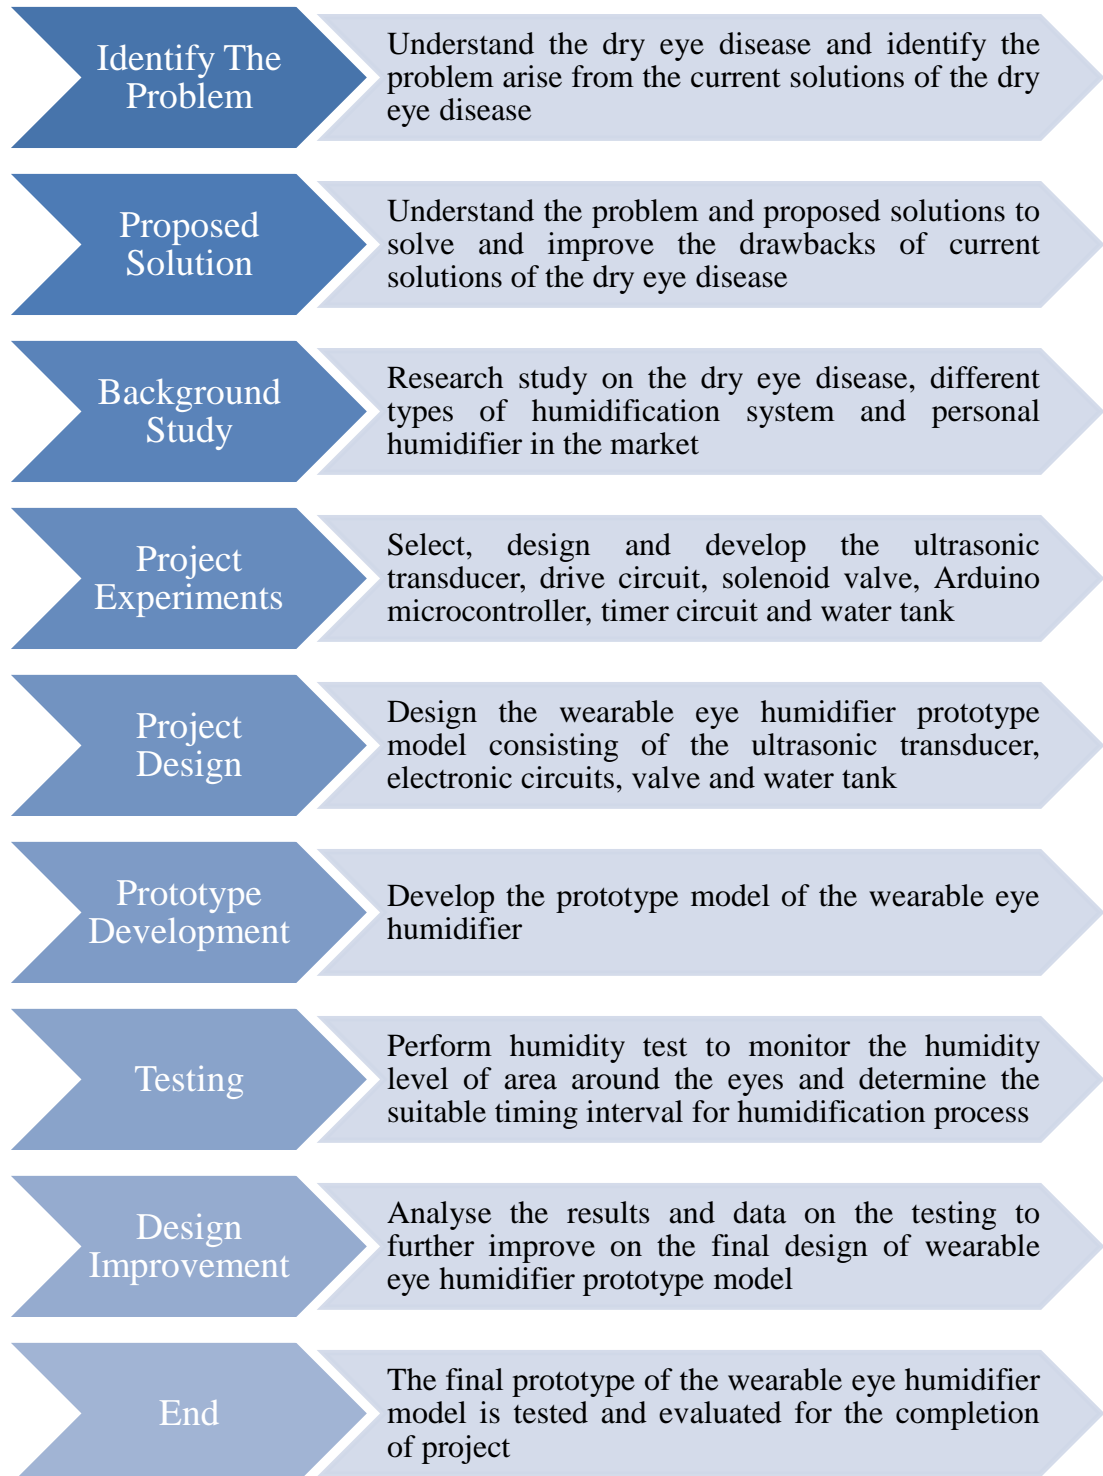 Identify The
Problem
Understand the dry eye disease and identify the
problem arise from the current solutions of the dry
eye disease
Proposed
Solution
Understand the problem and proposed solutions to
solve and improve the drawbacks of current
solutions of the dry eye disease
Background
Study
Research study on the dry eye disease, different
types of humidification system and personal
humidifier in the market
Project
Experiments
Select, design and develop the ultrasonic
transducer, drive circuit, solenoid valve, Arduino
microcontroller, timer circuit and water tank
Project
Design
Design the wearable eye humidifier prototype
model consisting of the ultrasonic transducer,
electronic circuits, valve and water tank
Prototype
Development
Develop the prototype model of the wearable eye
humidifier
Testing
Perform humidity test to monitor the humidity
level of area around the eyes and determine the
suitable timing interval for humidification process
Design
Improvement
Analyse the results and data on the testing to
further improve on the final design of wearable
eye humidifier prototype model
End
The final prototype of the wearable eye humidifier
model is tested and evaluated for the completion
of project